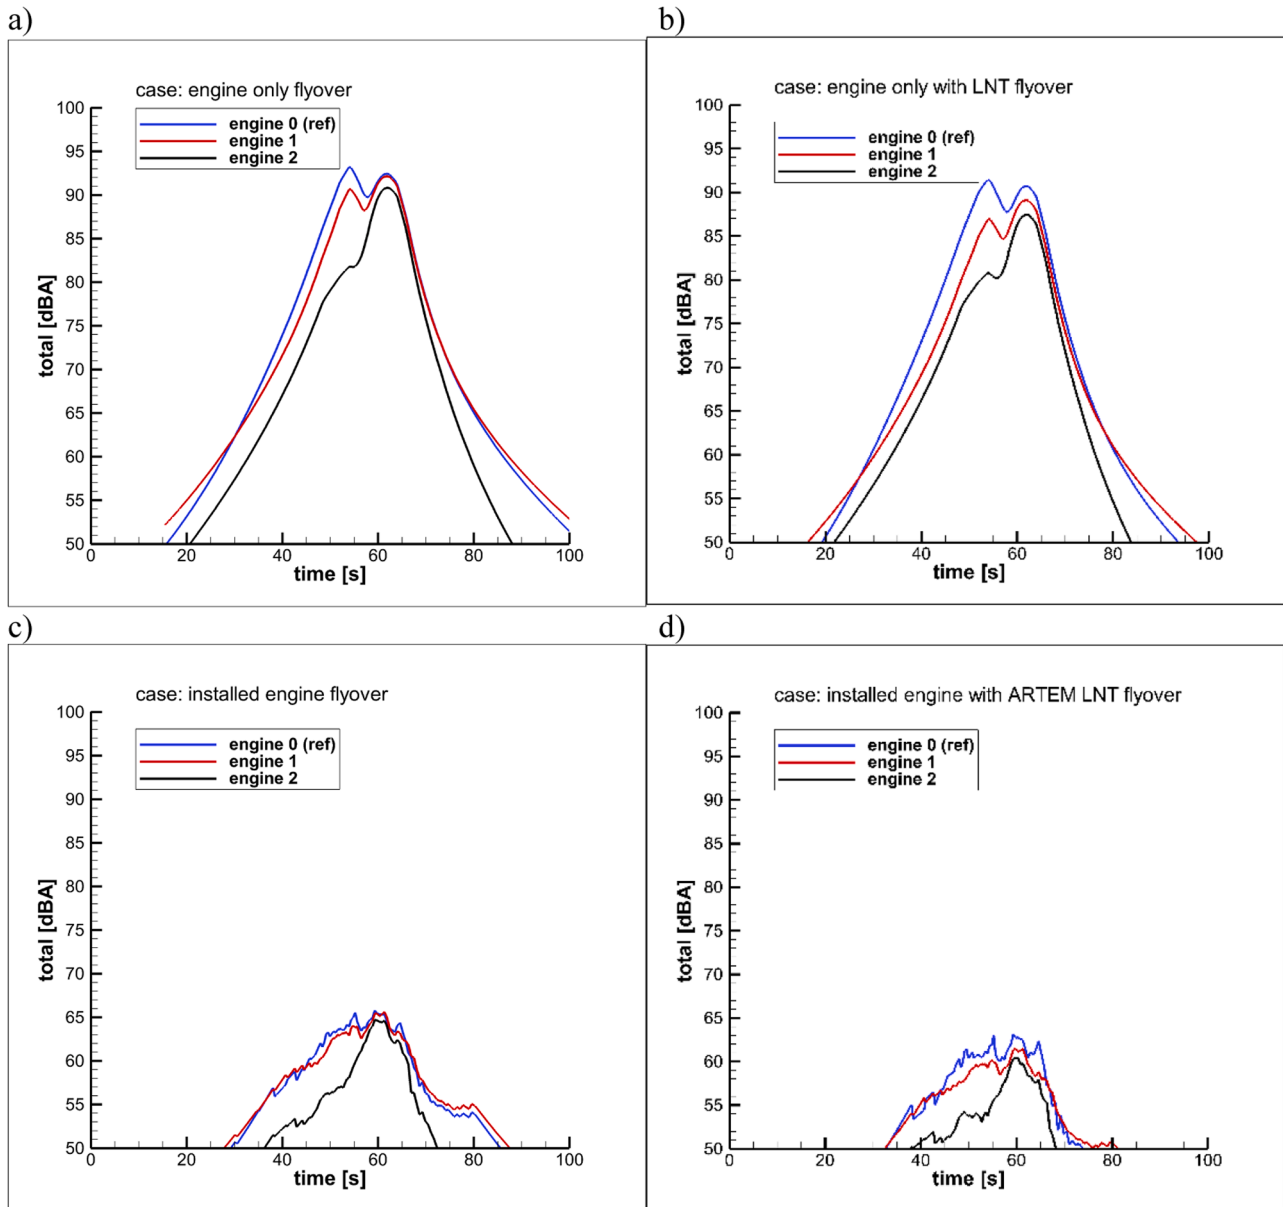 a)
case: engine only flyover
engine 0 (ref)
engine 1
engine 2
100
95
90
85
80
75
70
65
60
55
50
total [dBA]
0 20 40 60 80 100
time [s]
b)
case: engine only with LNT flyover
engine 0 (ref)
engine 1
engine 2
100
95
90
85
80
75
70
65
60
55
50
total [dBA]
0 20 40 60 80 100
time [s]
c)
case: installed engine flyover
engine 0 (ref)
engine 1
engine 2
100
95
90
85
80
75
70
65
60
55
50
total [dBA]
0 20 40 60 80 100
time [s]
d)
case: installed engine with ARTEM LNT flyover
engine 0 (ref)
engine 1
engine 2
100
95
90
85
80
75
70
65
60
55
50
total [dBA]
0 20 40 60 80 100
time [s]